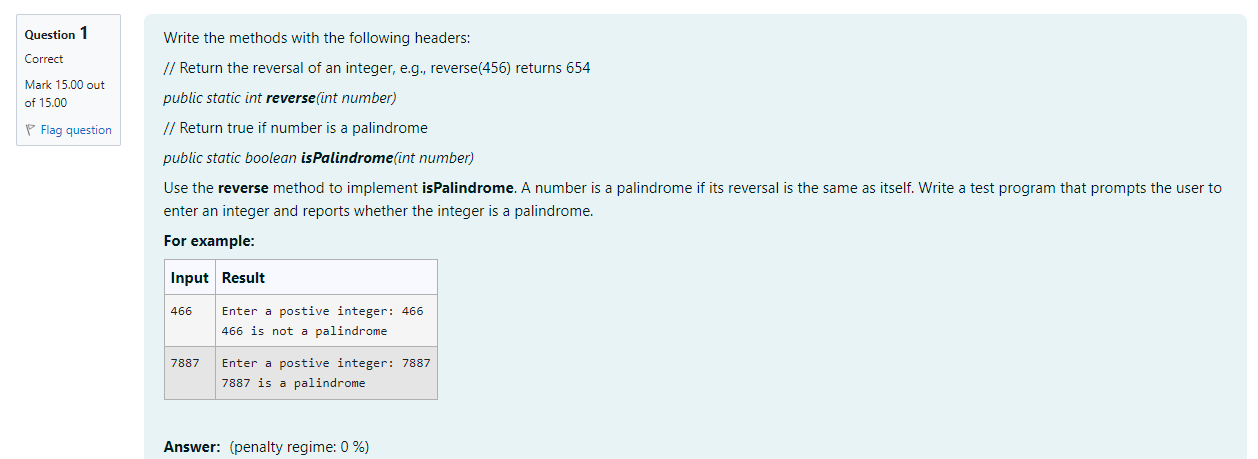 Question 1
Correct
Mark 15.00 out
of 15.00
Flag question
Write the methods with the following headers:
// Return the reversal of an integer, e.g., reverse(456) returns 654
public static int reverse(int number)
// Return true if number is a palindrome
public static boolean isPalindrome(int number)
Use the reverse method to implement isPalindrome. A number is a palindrome if its reversal is the same as itself. Write a test program that prompts the user to
enter an integer and reports whether the integer is a palindrome.
For example:
Input Result
466 Enter a postive integer: 466
466 is not a palindrome
7887 Enter a postive integer: 7887
7887 is a palindrome
Answer: (penalty regime: 0 %)